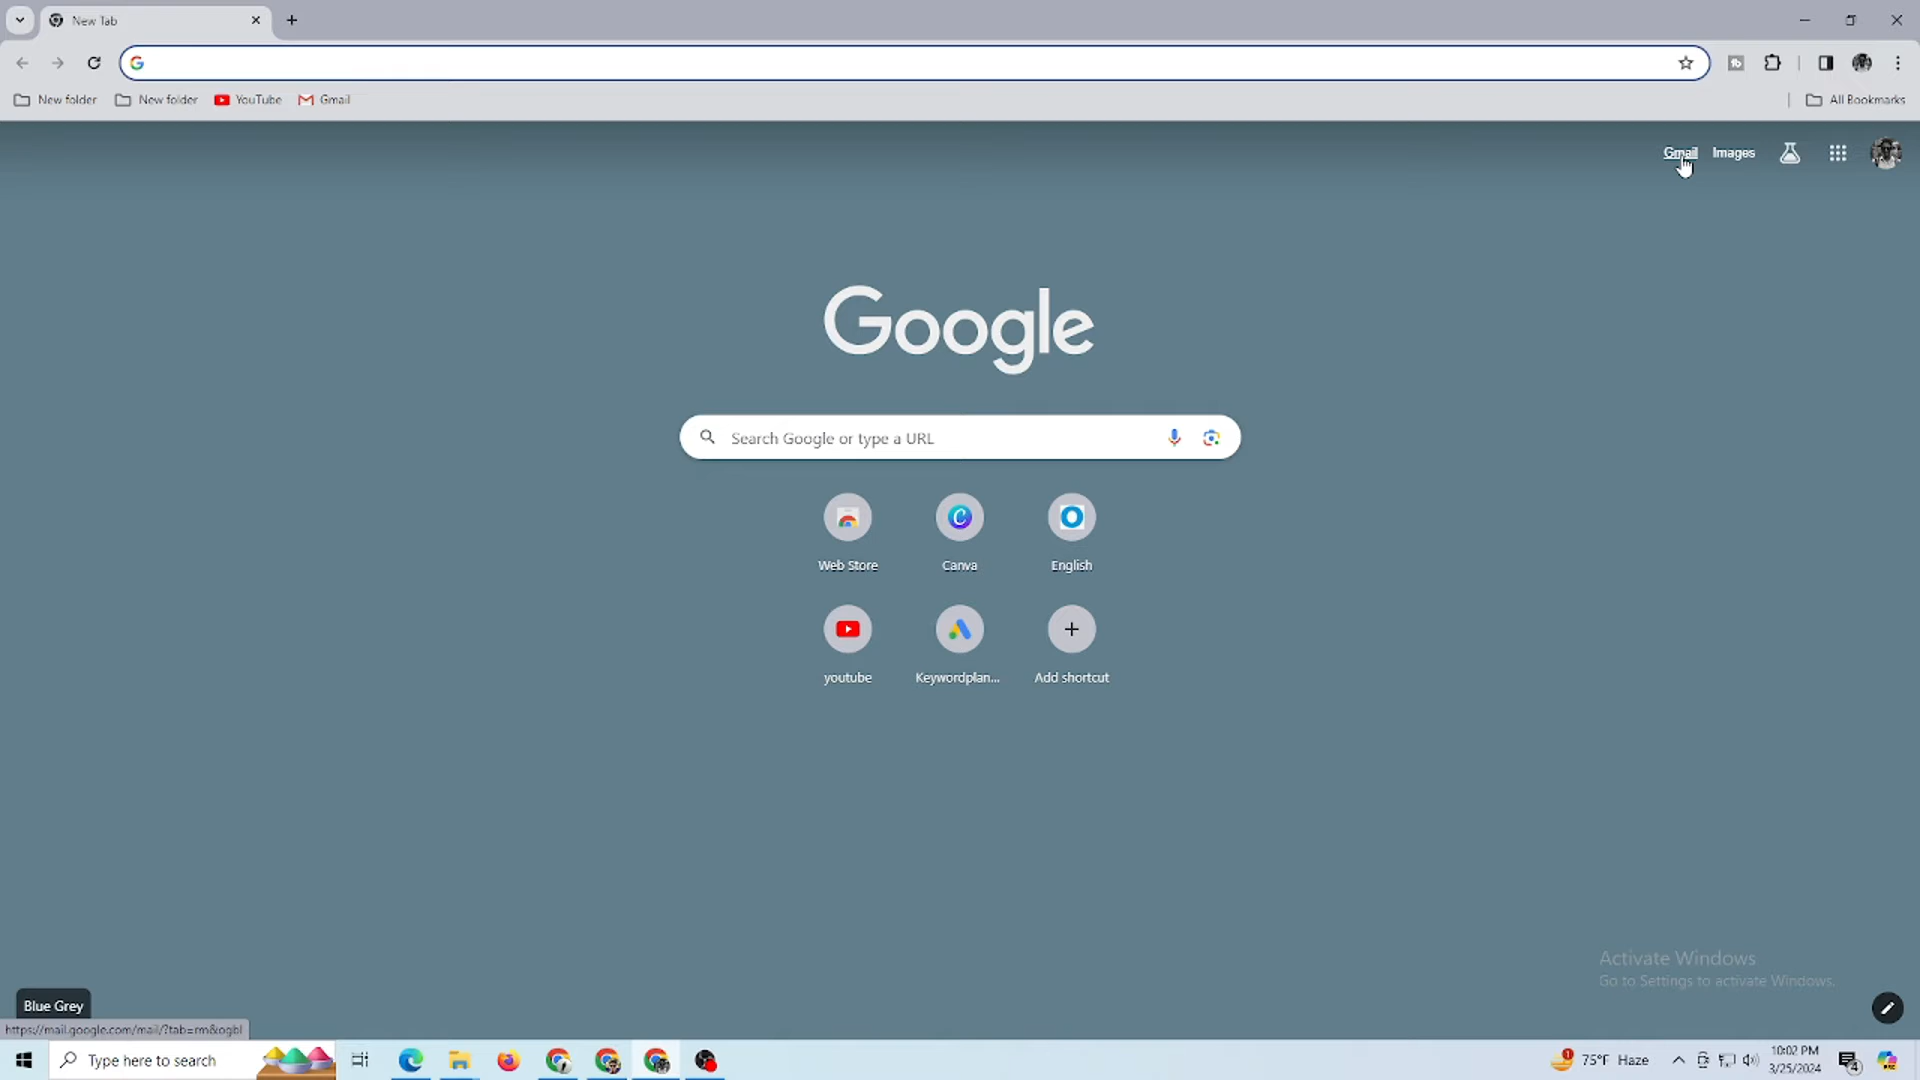 New Tab
New folder
New folder
YouTube
Gmail
All Bookmarks
Gmail
Images
Google
Search Google or type a URL
Web Store
Canva
English
youtube
Keywordplan...
Add shortcut
Activate Windows
Go to Settings to activate Windows.
Blue Grey
https://mail.google.com/mail/?tab=rm&ogbl
Type here to search
1
75°F Haze
10:02 PM
3/25/2024
4